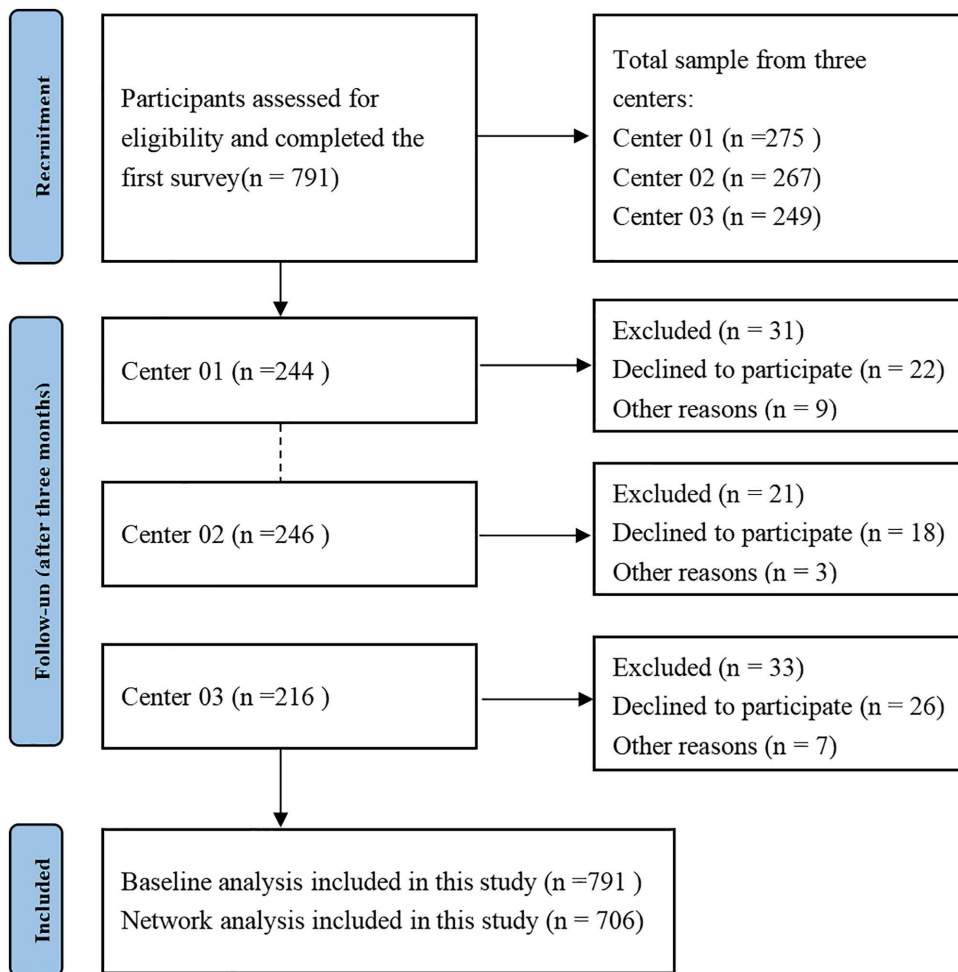 Recruitment
Participants assessed for
eligibility and completed the
first survey(n = 791)
Total sample from three
centers:
Center 01 (n =275 )
Center 02 (n = 267)
Center 03 (n = 249)
Follow-up (after three months)
Center 01 (n =244 )
Excluded (n = 31)
Declined to participate (n = 22)
Other reasons (n = 9)
Center 02 (n =246 )
Excluded (n = 21)
Declined to participate (n = 18)
Other reasons (n = 3)
Center 03 (n =216 )
Excluded (n = 33)
Declined to participate (n = 26)
Other reasons (n = 7)
Included
Baseline analysis included in this study (n =791 )
Network analysis included in this study (n = 706)